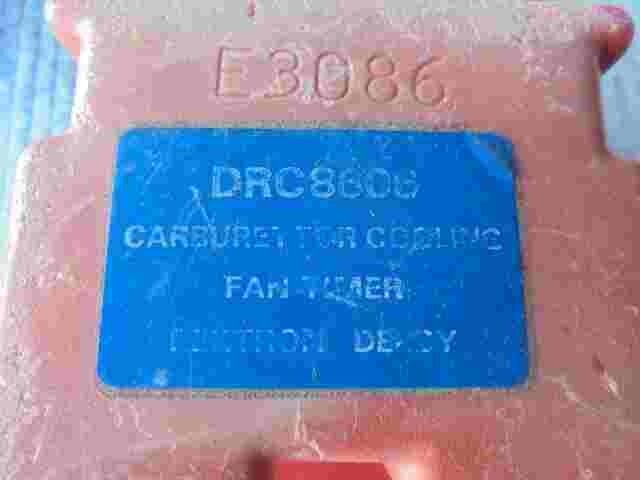 E3086
DRC8606
CARBURETTOR COOLING
FAN TIMER